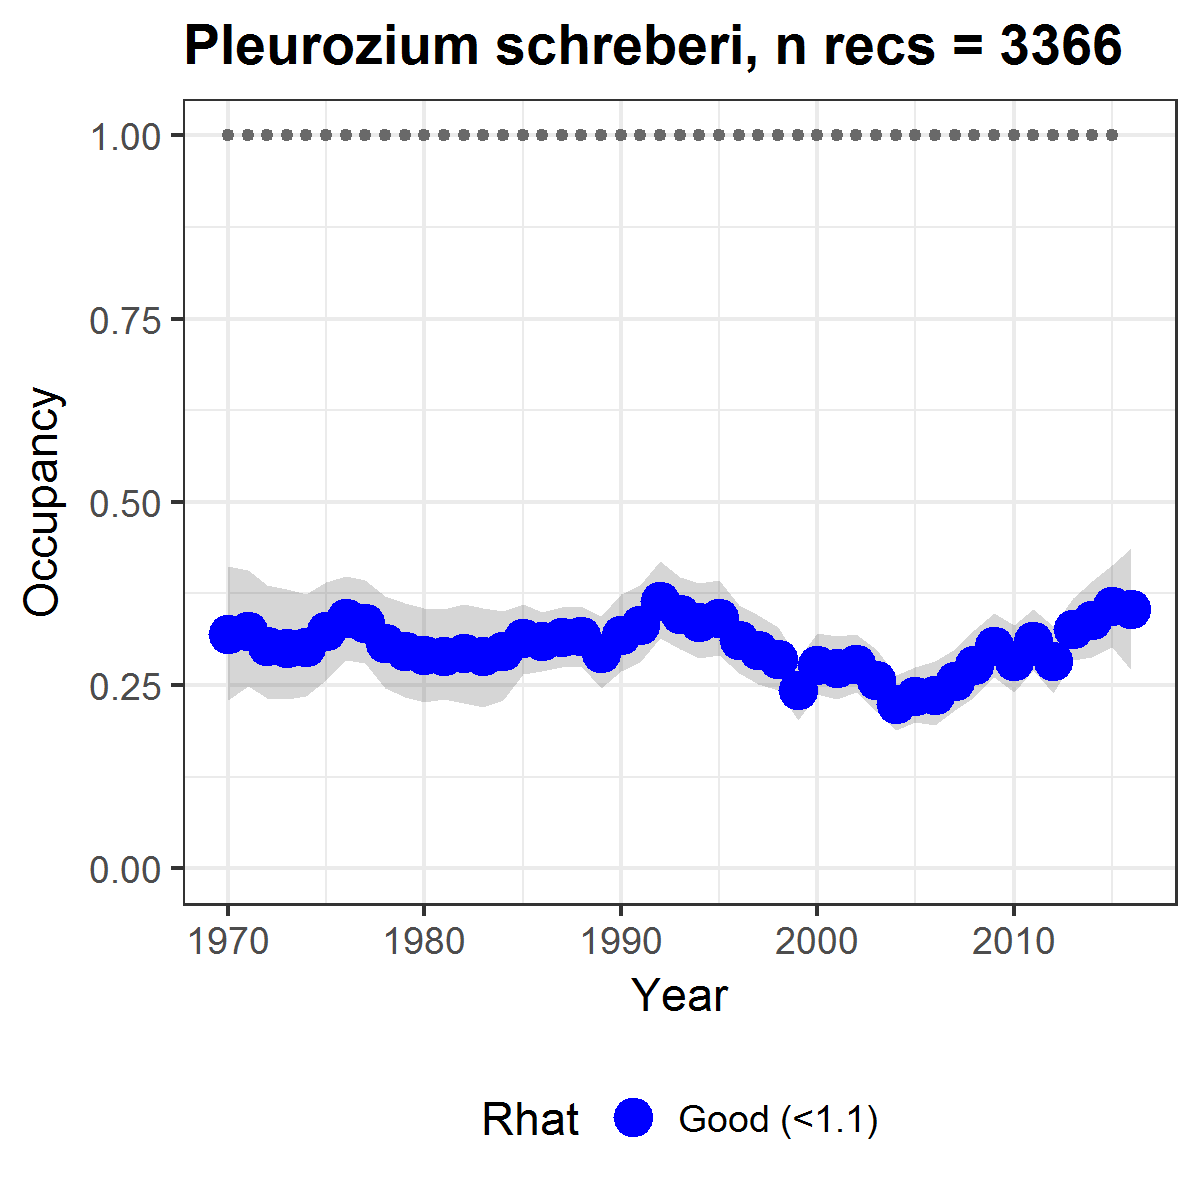 Pleurozium schreberi, n recs = 3366
1.00
0.75
0.50
0.25
0.00
Occupancy
1970 1980 1990 2000 2010
Year
Rhat Good (<1.1)